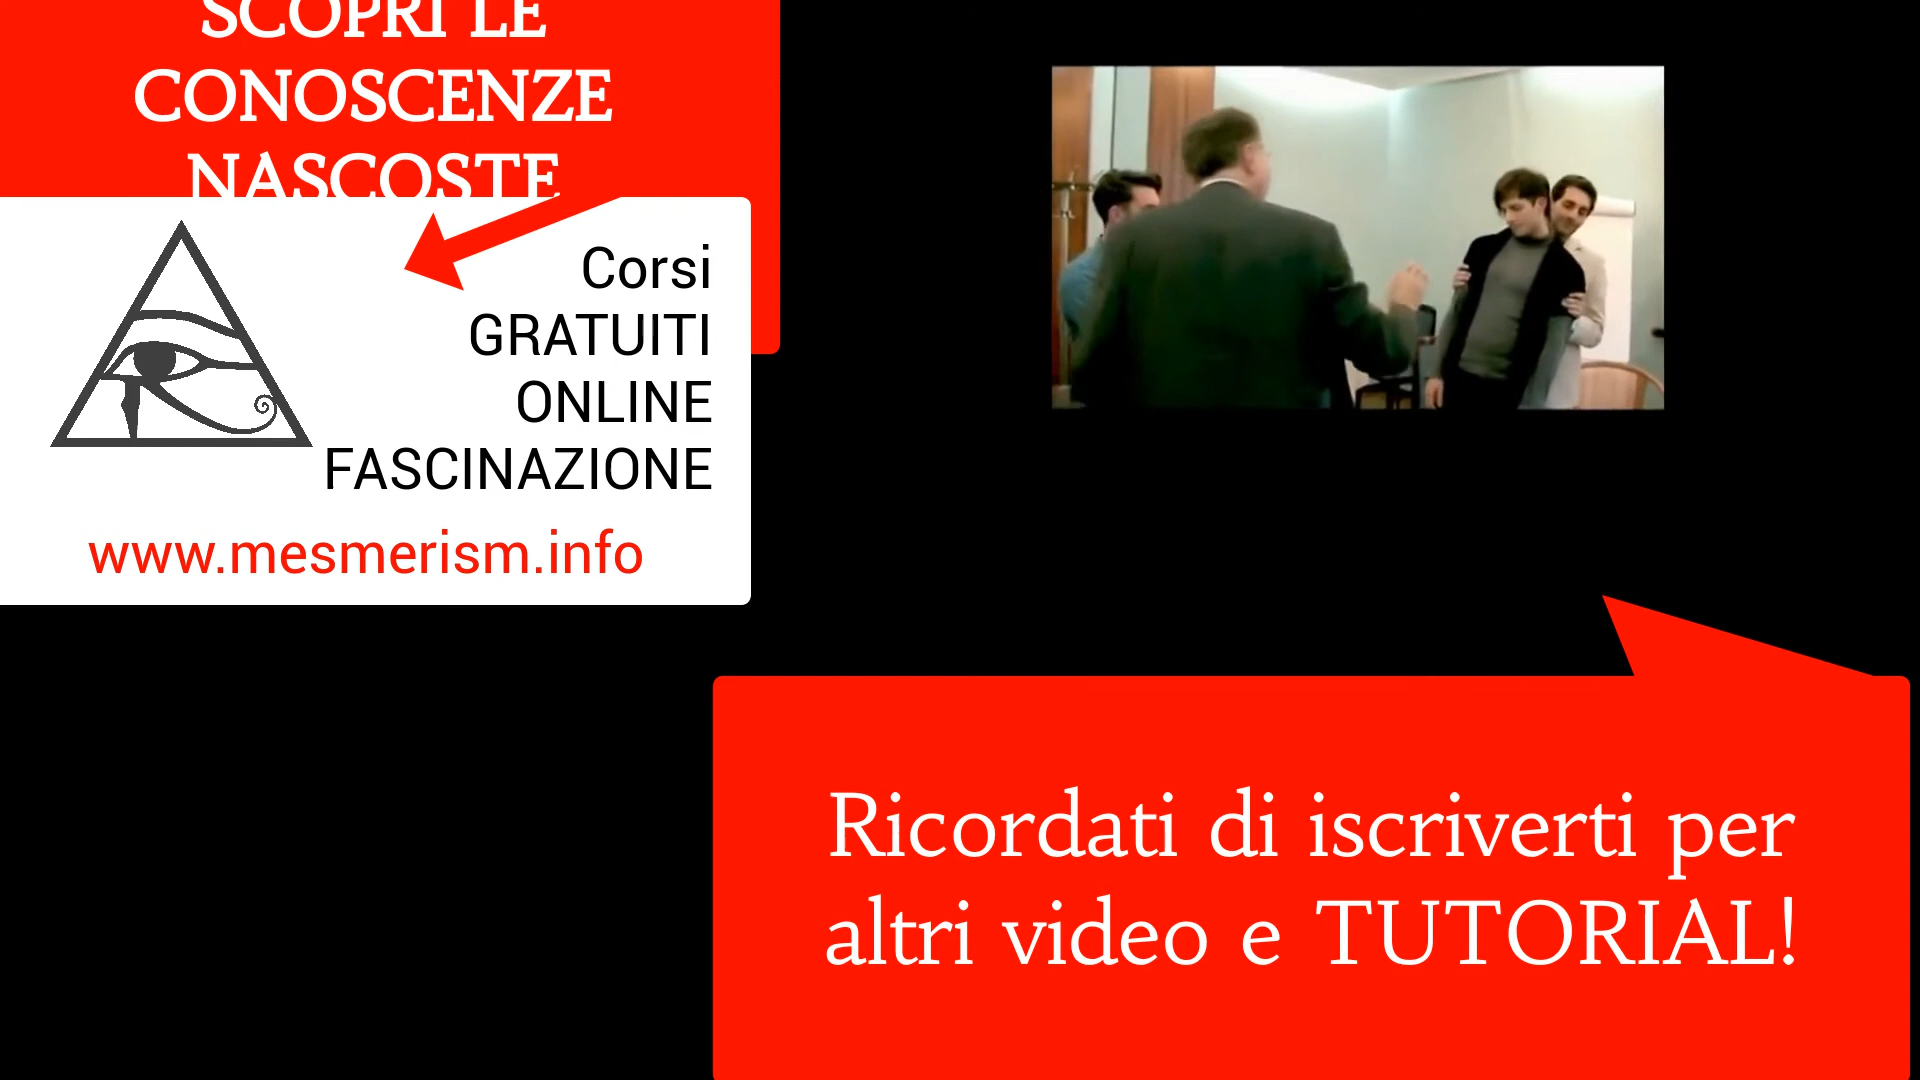 SCOPRI LE
CONOSCENZE
NASCOSTE
Corsi
GRATUITI
ONLINE
FASCINAZIONE
www.mesmerism.info
Ricordati di iscriverti per
altri video e TUTORIAL!